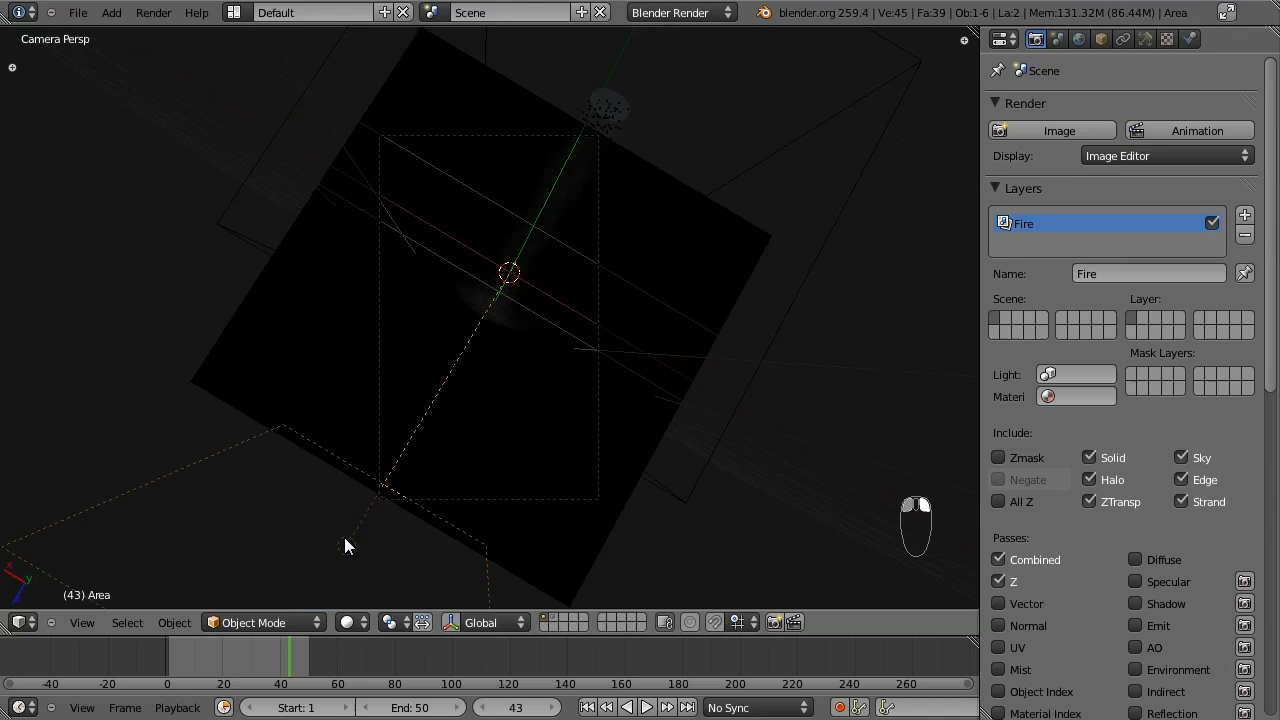 File Add Render Help Default Scene Blender Render blender.org 259.4 | Ve:45 | Fa:39 | Ob:1-6 | La:2 | Mem:131.32M (86.44M) | Area
Camera Persp
Scene
Render
Image Animation
Display: Image Editor
Layers
Fire
Name: Fire
Scene: Layer:
Mask Layers:
Light:
Materi
Include:
Zmask Solid Sky
Negate Halo Edge
All Z ZTransp Strand
Passes:
Combined Diffuse
Z Specular
Vector Shadow
Normal Emit
UV AO
Mist Environment
Object Index Indirect
Material Index Reflection
x y z
(43) Area
View Select Object Object Mode Global
-40 -20 0 20 40 60 80 100 120 140 160 180 200 220 240 260
View Frame Playback Start: 1 End: 50 43 No Sync